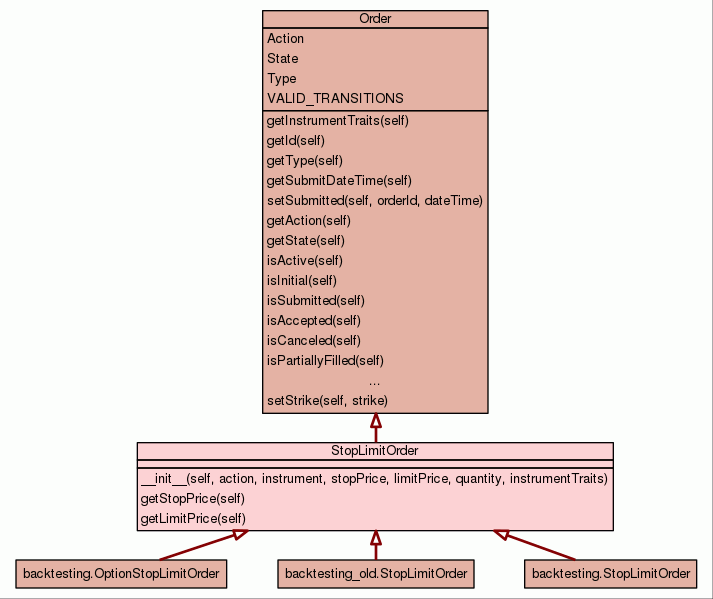 Order
Action
State
Type
VALID_TRANSITIONS
getInstrumentTraits(self)
getId(self)
getType(self)
getSubmitDateTime(self)
setSubmitted(self, orderId, dateTime)
getAction(self)
getState(self)
isActive(self)
isInitial(self)
isSubmitted(self)
isAccepted(self)
isCanceled(self)
isPartiallyFilled(self)
...
setStrike(self, strike)
StopLimitOrder
__init__(self, action, instrument, stopPrice, limitPrice, quantity, instrumentTraits)
getStopPrice(self)
getLimitPrice(self)
backtesting.OptionStopLimitOrder
backtesting_old.StopLimitOrder
backtesting.StopLimitOrder